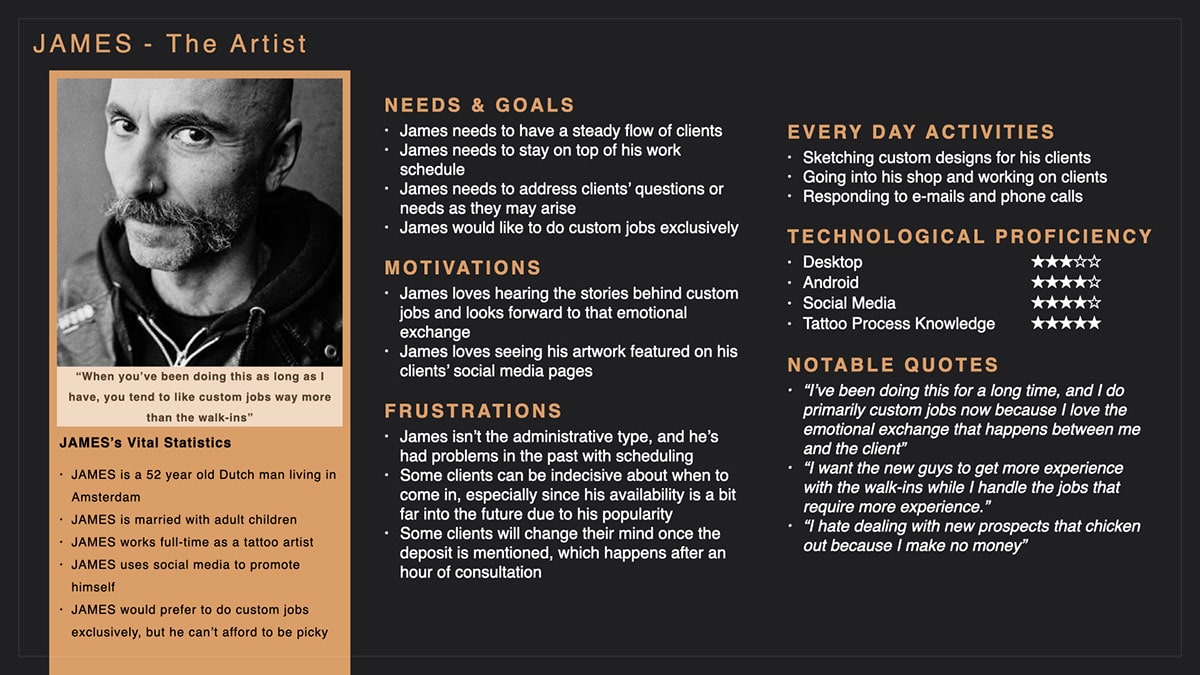 JAMES - The Artist
“When you’ve been doing this as long as I
have, you tend to like custom jobs way more
than the walk-ins”
JAMES’s Vital Statistics
· JAMES is a 52 year old Dutch man living in
Amsterdam
· JAMES is married with adult children
· JAMES works full-time as a tattoo artist
· JAMES uses social media to promote
himself
· JAMES would prefer to do custom jobs
exclusively, but he can’t afford to be picky
NEEDS & GOALS
· James needs to have a steady flow of clients
· James needs to stay on top of his work
schedule
· James needs to address clients’ questions or
needs as they may arise
· James would like to do custom jobs exclusively
MOTIVATIONS
· James loves hearing the stories behind custom
jobs and looks forward to that emotional
exchange
· James loves seeing his artwork featured on his
clients’ social media pages
FRUSTRATIONS
· James isn’t the administrative type, and he’s
had problems in the past with scheduling
· Some clients can be indecisive about when to
come in, especially since his availability is a bit
far into the future due to his popularity
· Some clients will change their mind once the
deposit is mentioned, which happens after an
hour of consultation
EVERY DAY ACTIVITIES
· Sketching custom designs for his clients
· Going into his shop and working on clients
· Responding to e-mails and phone calls
TECHNOLOGICAL PROFICIENCY
· Desktop ★★★☆☆
· Android ★★★★☆
· Social Media ★★★★☆
· Tattoo Process Knowledge ★★★★★
NOTABLE QUOTES
· “I’ve been doing this for a long time, and I do
primarily custom jobs now because I love the
emotional exchange that happens between me
and the client”
· “I want the new guys to get more experience
with the walk-ins while I handle the jobs that
require more experience.”
· “I hate dealing with new prospects that chicken
out because I make no money”